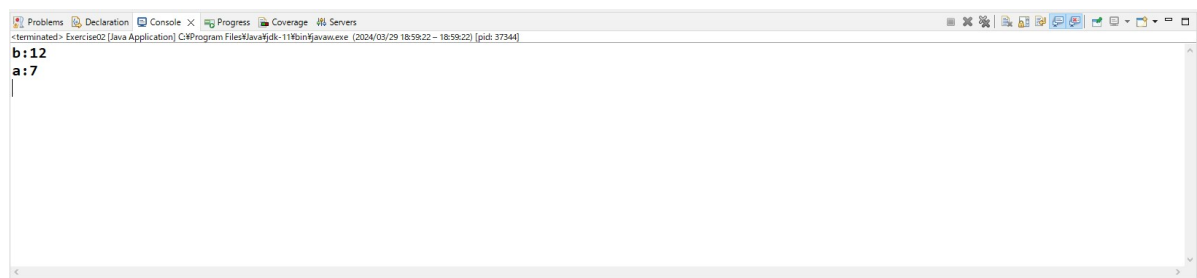 Problems Declaration Console Progress Coverage Servers
<terminated> Exercise02 [Java Application] C:¥Program Files¥Java¥jdk-11¥bin¥javaw.exe (2024/03/29 18:59:22 – 18:59:22) [pid: 37344]
b:12
a:7